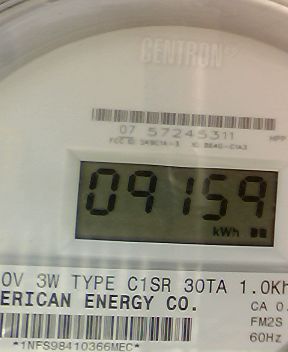 CENTRON
07 57245311
09159
kWh
0V 3W TYPE C1SR 30TA 1.0Kh
ERICAN ENERGY CO.
CA 0.
FM2S
60Hz
*1NFS98410366MEC*